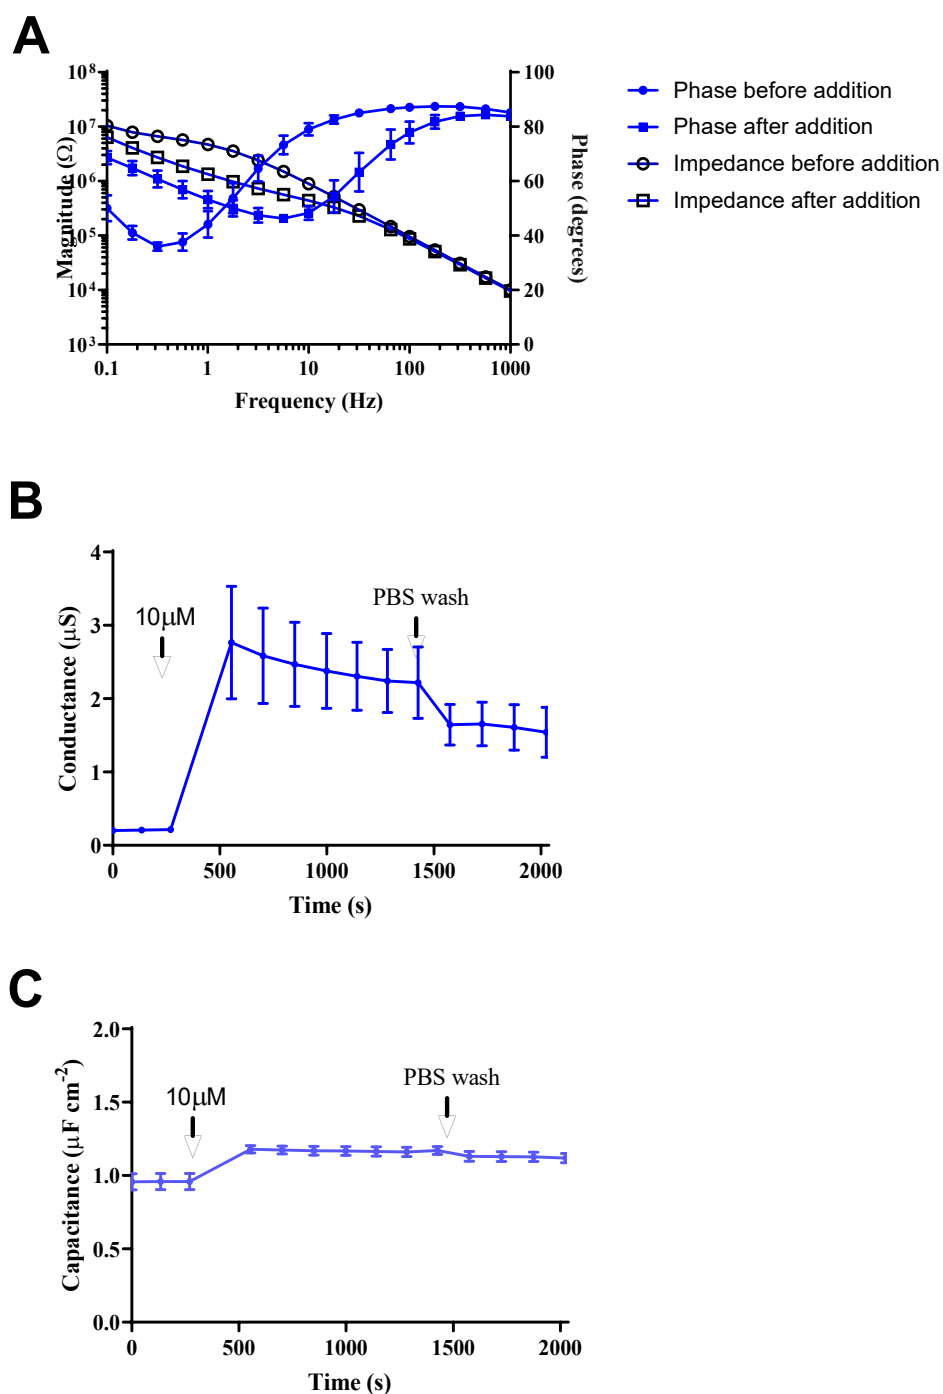 A
10⁸
10⁷
10⁶
10⁵
10⁴
10³
Magnitude (Ω)
100
80
60
40
20
0
Phase (degrees)
0.1 1 10 100 1000
Frequency (Hz)
Phase before addition
Phase after addition
Impedance before addition
Impedance after addition
B
4
3
2
1
0
Conductance (µS)
10µM
PBS wash
0 500 1000 1500 2000
Time (s)
C
2.0
1.5
1.0
0.5
0.0
Capacitance (µF cm⁻²)
10µM
PBS wash
0 500 1000 1500 2000
Time (s)